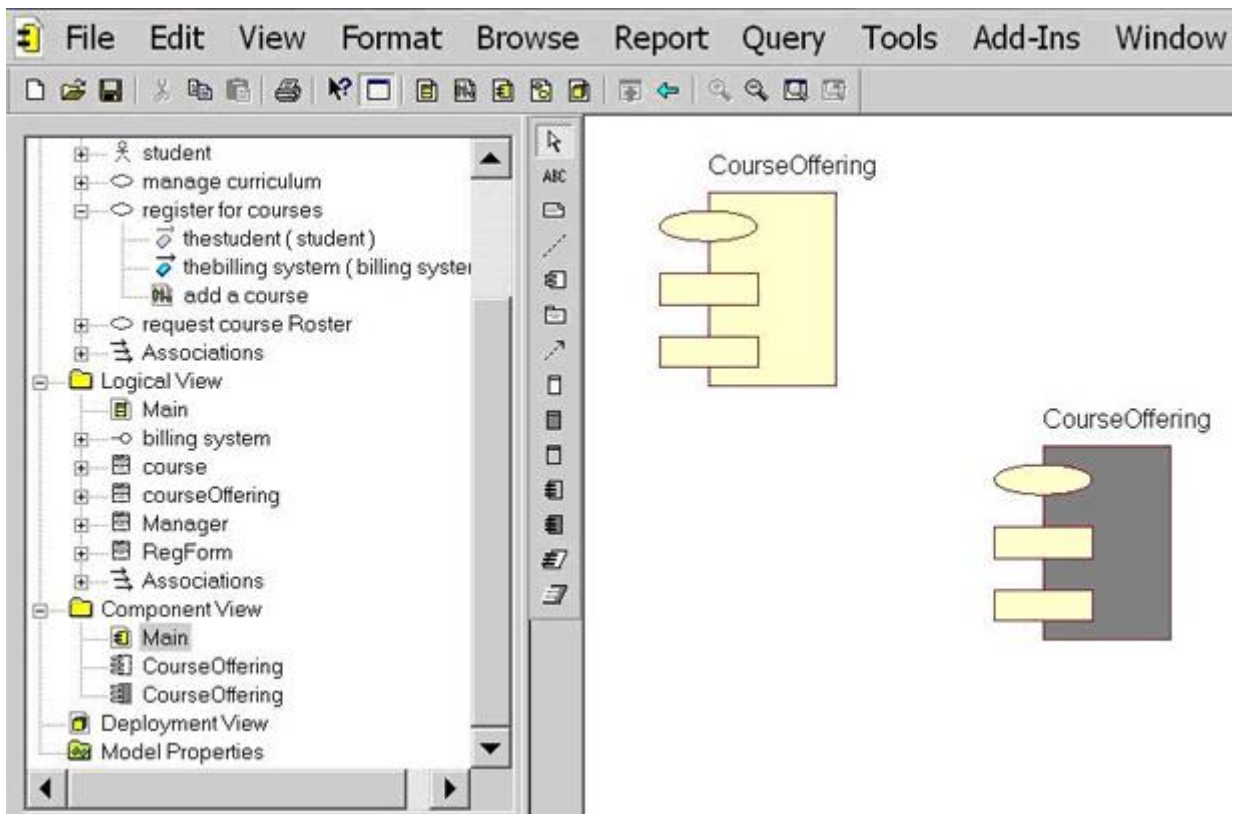 File Edit View Format Browse Report Query Tools Add-Ins Window
ABC
student
manage curriculum
register for courses
thestudent ( student )
thebilling system ( billing syster
add a course
request course Roster
Associations
Logical View
Main
billing system
course
courseOffering
Manager
RegForm
Associations
Component View
Main
CourseOffering
CourseOffering
Deployment View
Model Properties
CourseOffering
CourseOffering